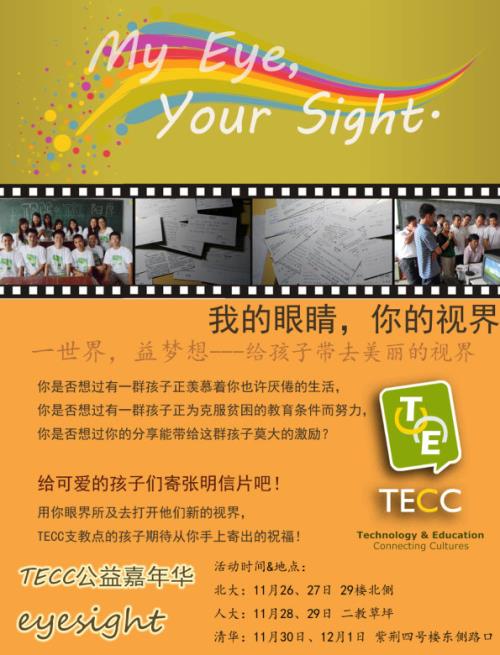 My Eye,
Your Sight.
我的眼睛，你的视界
一世界，益梦想---给孩子带去美丽的视界
你是否想过有一群孩子正羡慕着你也许厌倦的生活，
你是否想过有一群孩子正为克服贫困的教育条件而努力，
你是否想过你的分享能带给这群孩子莫大的激励？
给可爱的孩子们寄张明信片吧！
用你眼界所及去打开他们新的视界，
TECC支教点的孩子期待从你手上寄出的祝福！
TE
TECC
Technology & Education
Connecting Cultures
TECC公益嘉年华
eyesight
活动时间&地点：
北大：11月26、27日 29楼北侧
人大：11月28、29日 二教草坪
清华：11月30日、12月1日 紫荆四号楼东侧路口